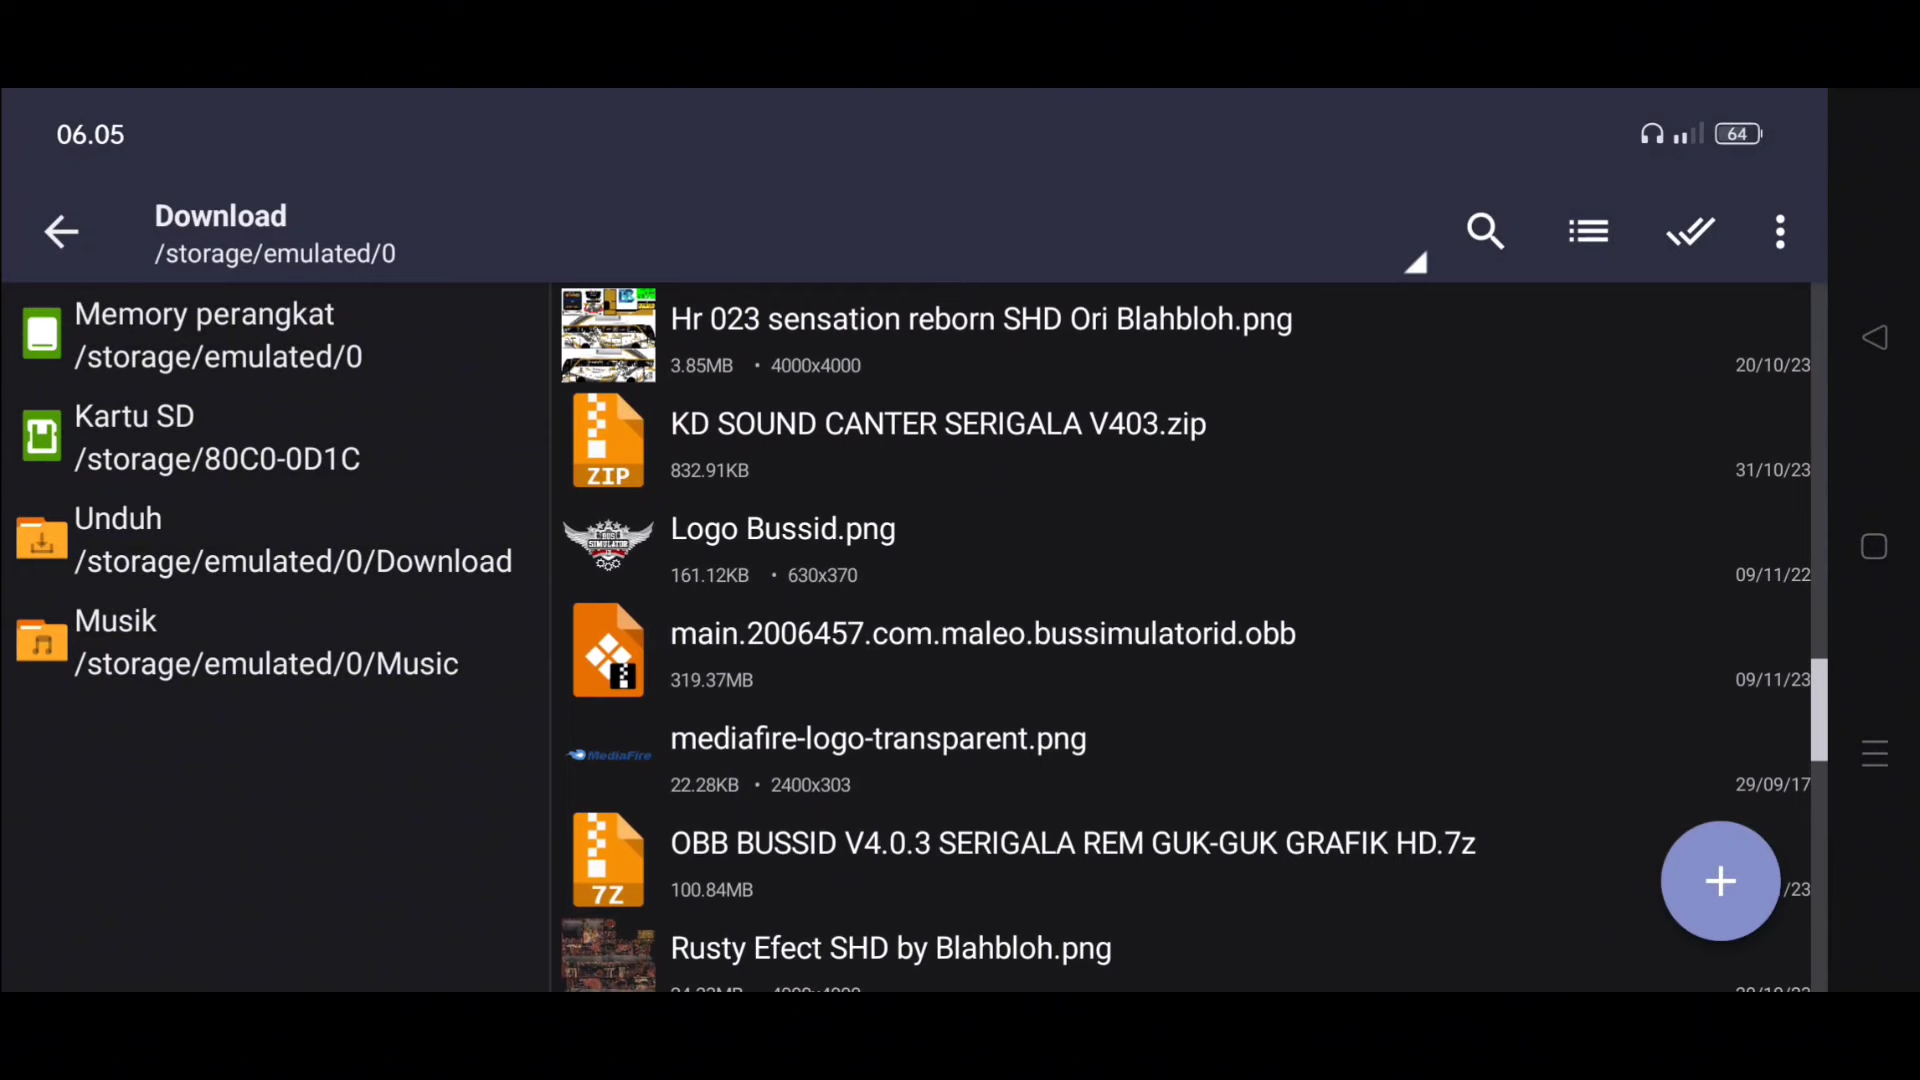 06.05
64
Download
/storage/emulated/0
Memory perangkat
/storage/emulated/0
Kartu SD
/storage/80C0-0D1C
Unduh
/storage/emulated/0/Download
Musik
/storage/emulated/0/Music
Hr 023 sensation reborn SHD Ori Blahbloh.png
3.85MB • 4000x4000
20/10/23
ZIP
KD SOUND CANTER SERIGALA V403.zip
832.91KB
31/10/23
BUS
SIMULATOR
Logo Bussid.png
161.12KB • 630x370
09/11/22
main.2006457.com.maleo.bussimulatorid.obb
319.37MB
09/11/23
MediaFire
mediafire-logo-transparent.png
22.28KB • 2400x303
29/09/17
7Z
OBB BUSSID V4.0.3 SERIGALA REM GUK-GUK GRAFIK HD.7z
100.84MB
/23
Rusty Efect SHD by Blahbloh.png